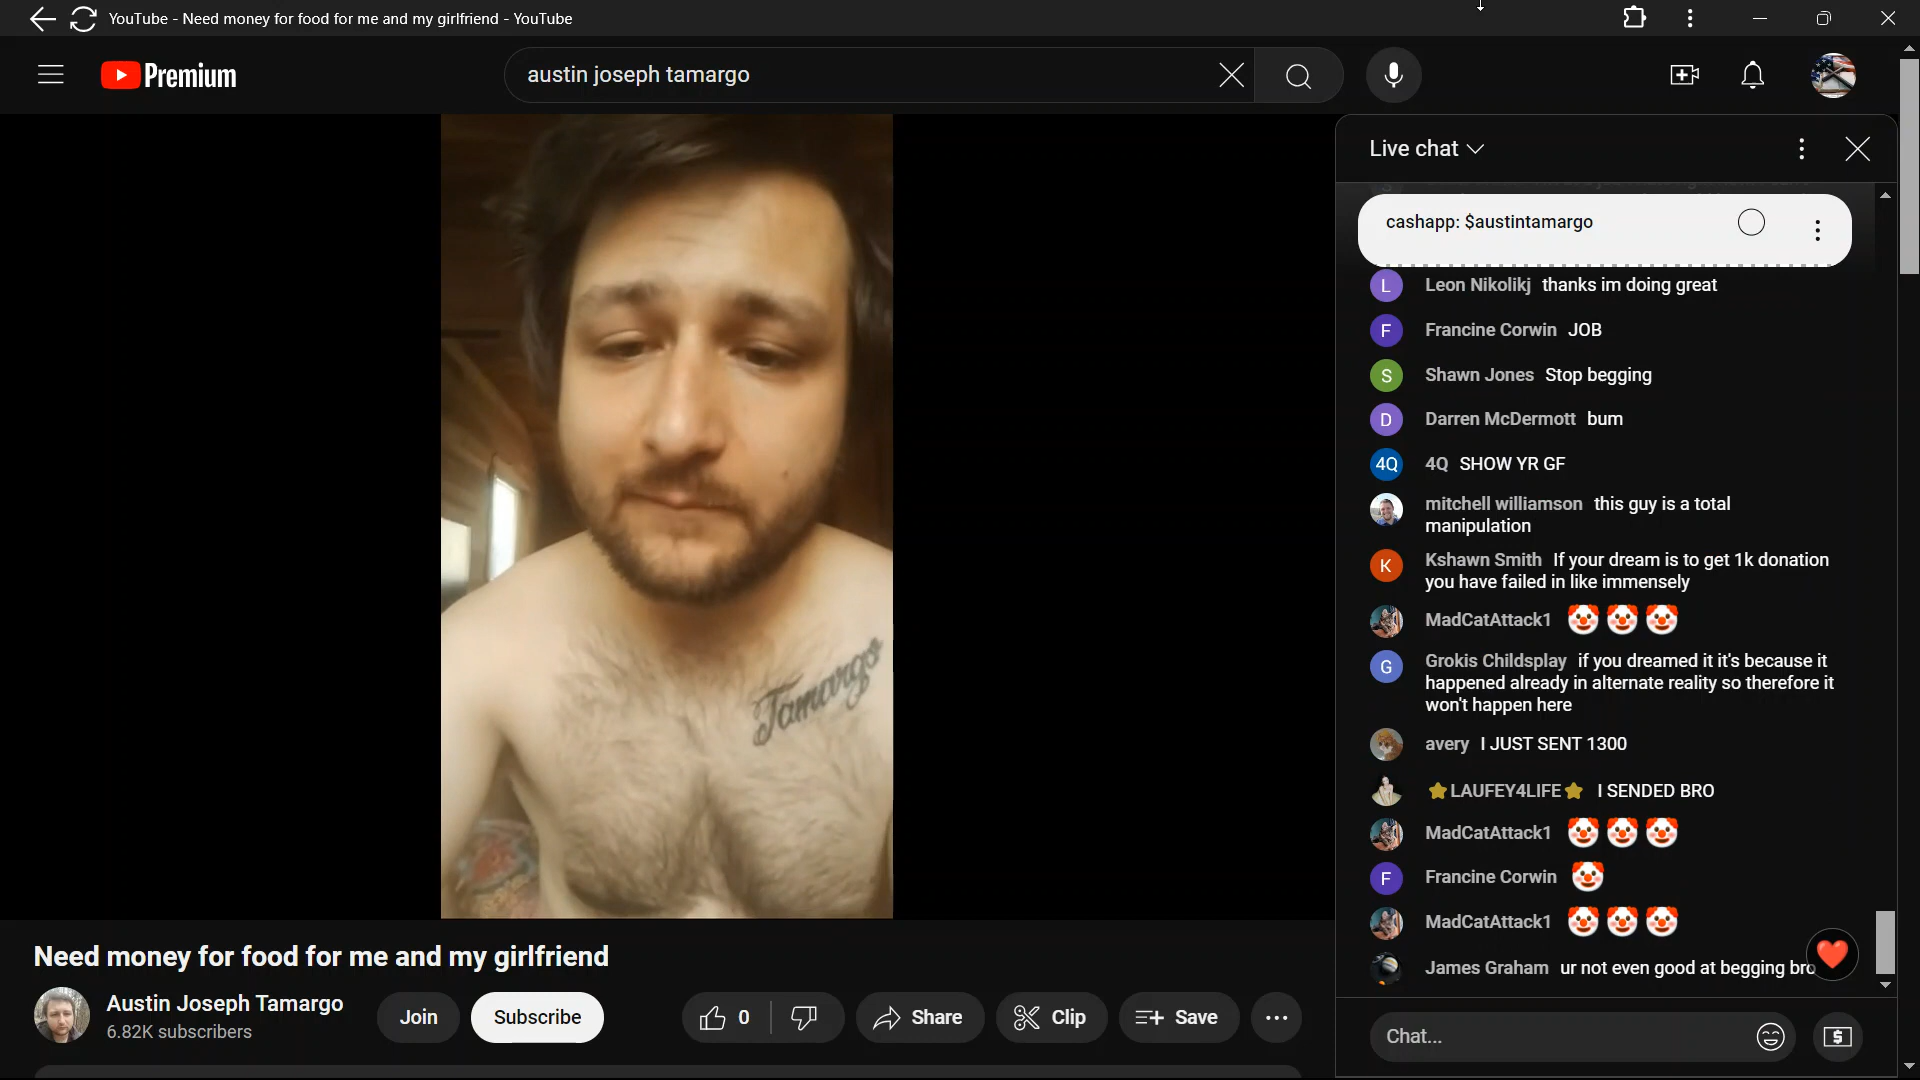 YouTube - Need money for food for me and my girlfriend - YouTube
Premium
austin joseph tamargo
Live chat
cashapp: $austintamargo
L Leon Nikolikj thanks im doing great
F Francine Corwin JOB
S Shawn Jones Stop begging
D Darren McDermott bum
4Q 4Q SHOW YR GF
mitchell williamson this guy is a total
manipulation
K Kshawn Smith If your dream is to get 1k donation
you have failed in like immensely
MadCatAttack1 🤡🤡🤡
G Grokis Childsplay if you dreamed it it's because it
happened already in alternate reality so therefore it
won't happen here
avery I JUST SENT 1300
⭐LAUFEY4LIFE⭐ I SENDED BRO
MadCatAttack1 🤡🤡🤡
F Francine Corwin 🤡
MadCatAttack1 🤡🤡🤡
James Graham ur not even good at begging bro
Chat...
Tamargo
Need money for food for me and my girlfriend
Austin Joseph Tamargo
6.82K subscribers
Join
Subscribe
0
Share
Clip
Save